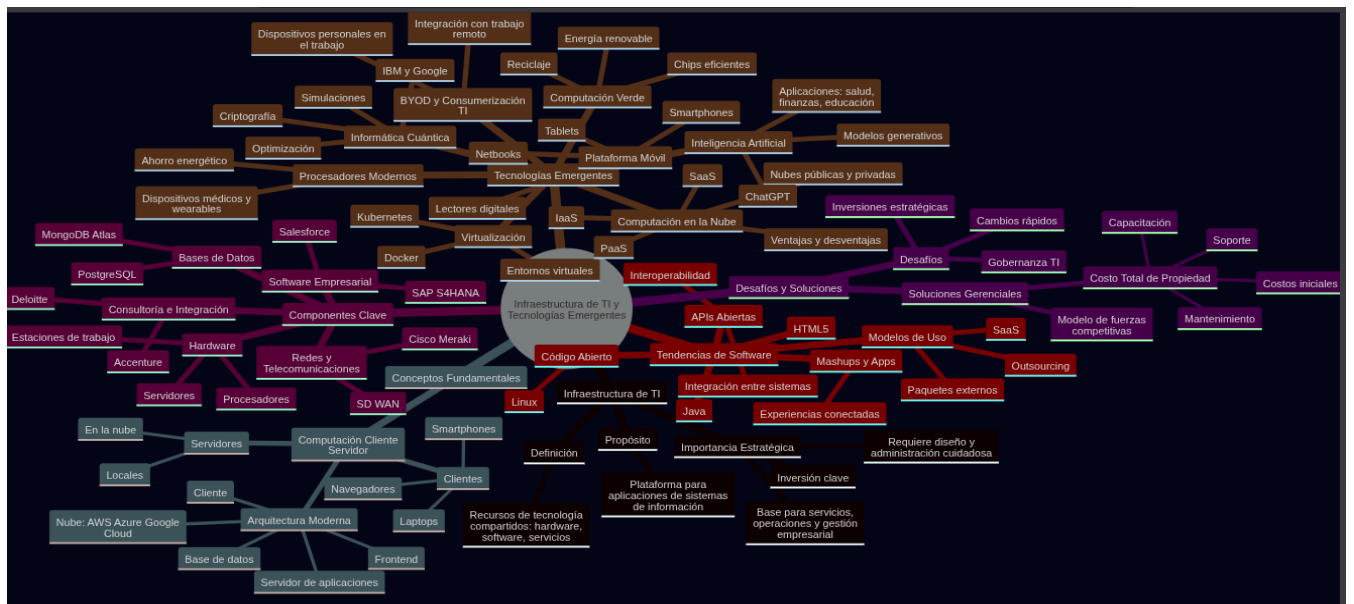 Dispositivos personales en
el trabajo
Integración con trabajo
remoto
Energía renovable
IBM y Google
Reciclaje
Chips eficientes
Simulaciones
BYOD y Consumerización
TI
Computación Verde
Aplicaciones: salud,
finanzas, educación
Criptografía
Smartphones
Informática Cuántica
Tablets
Inteligencia Artificial
Modelos generativos
Optimización
Netbooks
Plataforma Móvil
Ahorro energético
Procesadores Modernos
Tecnologías Emergentes
SaaS
Nubes públicas y privadas
Dispositivos médicos y
wearables
ChatGPT
Kubernetes
Lectores digitales
IaaS
Computación en la Nube
Virtualización
Ventajas y desventajas
Docker
PaaS
Entornos virtuales
Inversiones estratégicas
Cambios rápidos
Capacitación
Soporte
Desafíos
Gobernanza TI
Costo Total de Propiedad
Costos iniciales
Desafíos y Soluciones
Soluciones Gerenciales
Modelo de fuerzas
competitivas
Mantenimiento
MongoDB Atlas
Salesforce
Bases de Datos
PostgreSQL
Software Empresarial
SAP S4HANA
Deloitte
Consultoría e Integración
Componentes Clave
Infraestructura de TI y
Tecnologías Emergentes
Estaciones de trabajo
Hardware
Cisco Meraki
Accenture
Redes y
Telecomunicaciones
Servidores
Procesadores
SD WAN
Interoperabilidad
APIs Abiertas
HTML5
Modelos de Uso
SaaS
Código Abierto
Tendencias de Software
Mashups y Apps
Outsourcing
Integración entre sistemas
Paquetes externos
Linux
Java
Experiencias conectadas
Conceptos Fundamentales
Infraestructura de TI
En la nube
Servidores
Computación Cliente
Servidor
Smartphones
Locales
Navegadores
Clientes
Cliente
Laptops
Nube: AWS Azure Google
Cloud
Arquitectura Moderna
Base de datos
Frontend
Servidor de aplicaciones
Definición
Propósito
Importancia Estratégica
Requiere diseño y
administración cuidadosa
Inversión clave
Plataforma para
aplicaciones de sistemas
de información
Recursos de tecnología
compartidos: hardware,
software, servicios
Base para servicios,
operaciones y gestión
empresarial